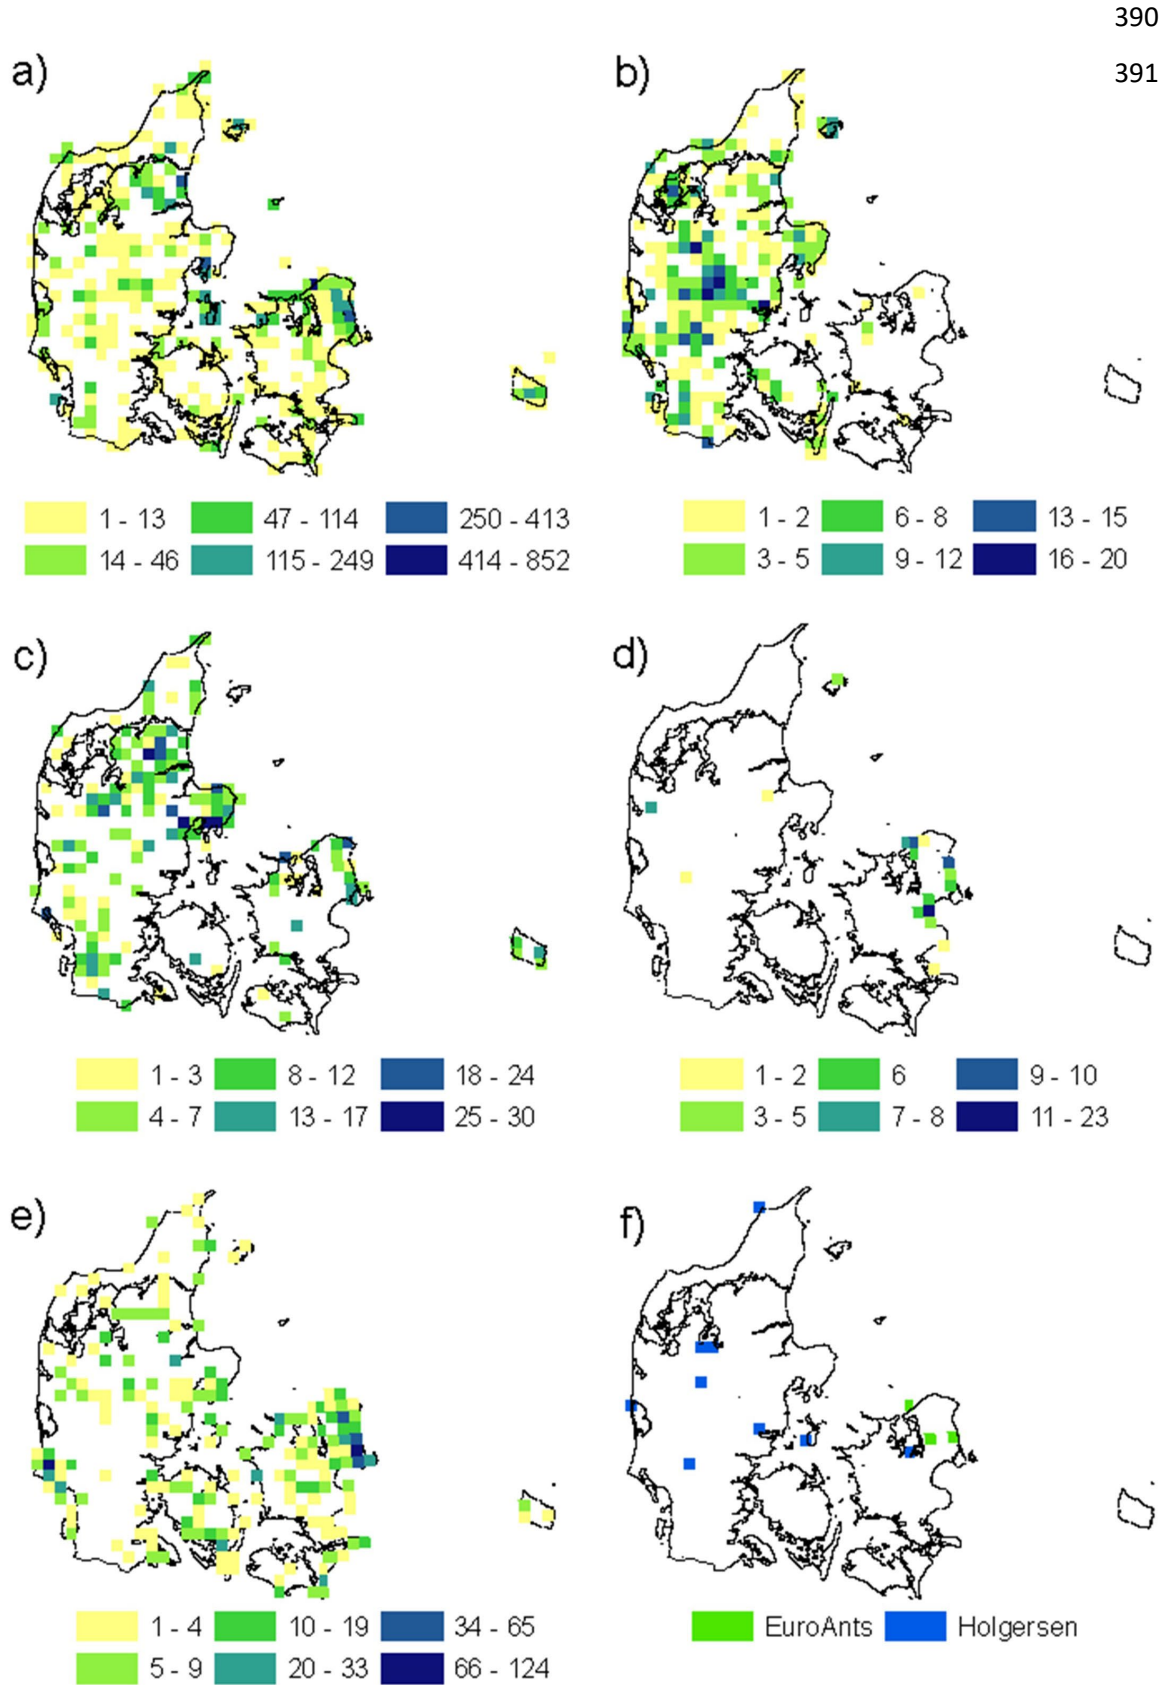 390
391
a)
b)
1 - 13 47 - 114 250 - 413
14 - 46 115 - 249 414 - 852
1 - 2 6 - 8 13 - 15
3 - 5 9 - 12 16 - 20
c)
d)
1 - 3 8 - 12 18 - 24
4 - 7 13 - 17 25 - 30
1 - 2 6 9 - 10
3 - 5 7 - 8 11 - 23
e)
f)
1 - 4 10 - 19 34 - 65
5 - 9 20 - 33 66 - 124
EuroAnts Holgersen